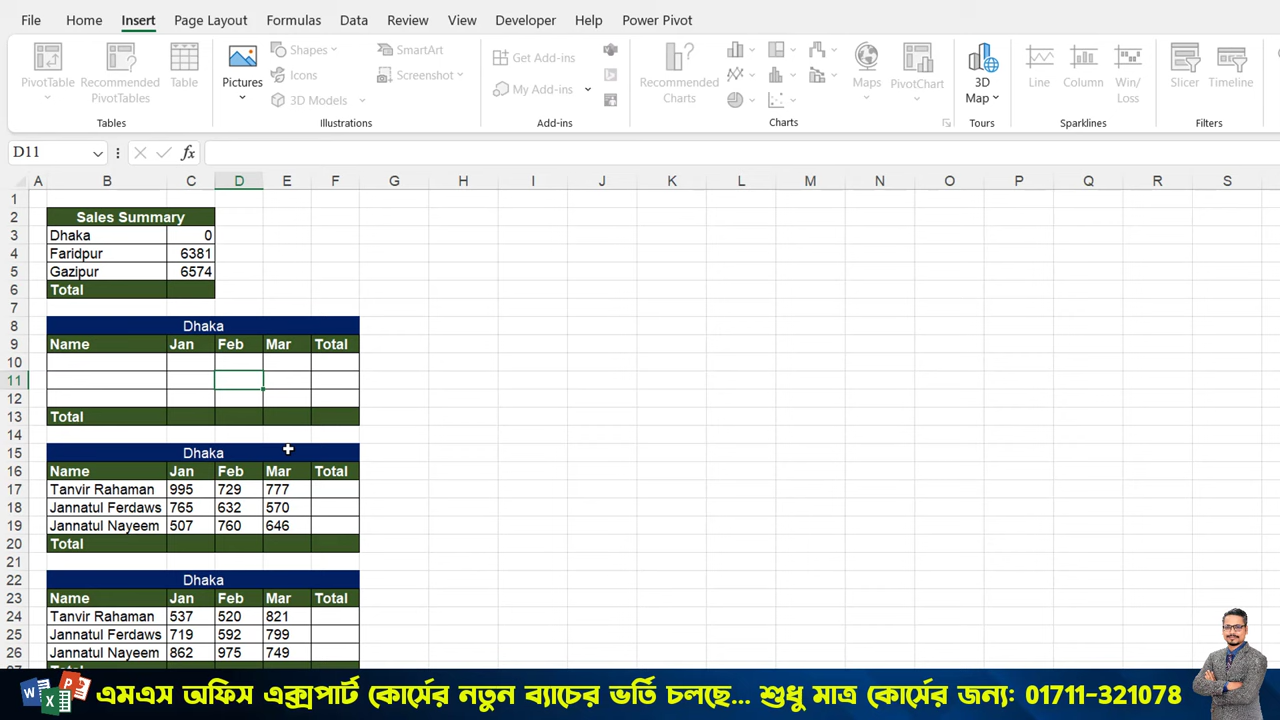 File Home Insert Page Layout Formulas Data Review View Developer Help Power Pivot
PivotTable Recommended PivotTables Table
Tables
Pictures Shapes Icons 3D Models SmartArt Screenshot
Illustrations
Get Add-ins My Add-ins
Add-ins
Recommended Charts Maps PivotChart
Charts
3D Map
Tours
Line Column Win/Loss
Sparklines
Slicer Timeline
Filters
D11 fx
A B C D E F G H I J K L M N O P Q R S
1
2 Sales Summary
3 Dhaka 0
4 Faridpur 6381
5 Gazipur 6574
6 Total
7
8 Dhaka
9 Name Jan Feb Mar Total
10
11
12
13 Total
14
15 Dhaka
16 Name Jan Feb Mar Total
17 Tanvir Rahaman 995 729 777
18 Jannatul Ferdaws 765 632 570
19 Jannatul Nayeem 507 760 646
20 Total
21
22 Dhaka
23 Name Jan Feb Mar Total
24 Tanvir Rahaman 537 520 821
25 Jannatul Ferdaws 719 592 799
26 Jannatul Nayeem 862 975 749
27 Total
W X P এমএস অফিস এক্সপার্ট কোর্সের নতুন ব্যাচের ভর্তি চলছে... শুধু মাত্র কোর্সের জন্য: 01711-321078